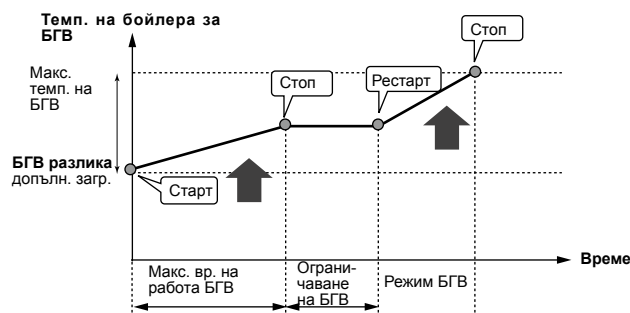 Темп. на бойлера за
БГВ
Стоп
Макс.
темп. на
БГВ
Стоп
Рестарт
БГВ разлика
допълн. загр.
Старт
Време
Макс. вр. на
работа БГВ
Ограни-
чаване
на БГВ
Режим БГВ